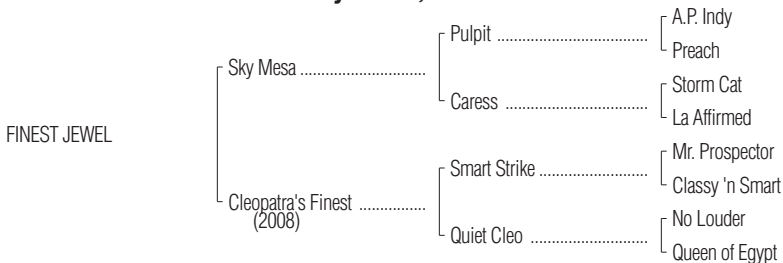 A.P. Indy
Pulpit
Preach
Sky Mesa
Storm Cat
Caress
La Affirmed
FINEST JEWEL
Mr. Prospector
Smart Strike
Classy 'n Smart
Cleopatra's Finest
(2008)
No Louder
Quiet Cleo
Queen of Egypt